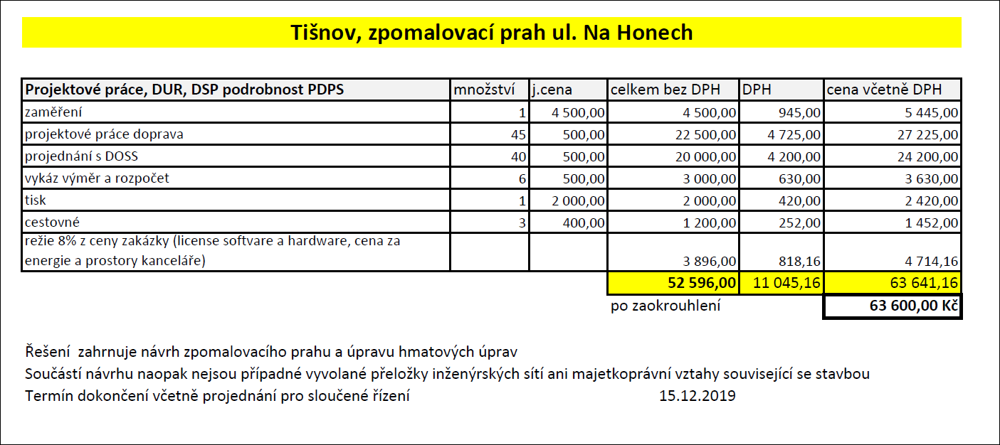 Tišnov, zpomalovací prah ul. Na Honech
Projektové práce, DUR, DSP podrobnost PDPS množství j.cena celkem bez DPH DPH cena včetně DPH
zaměření 1 4 500,00 4 500,00 945,00 5 445,00
projektové práce doprava 45 500,00 22 500,00 4 725,00 27 225,00
projednání s DOSS 40 500,00 20 000,00 4 200,00 24 200,00
vykáz výměr a rozpočet 6 500,00 3 000,00 630,00 3 630,00
tisk 1 2 000,00 2 000,00 420,00 2 420,00
cestovné 3 400,00 1 200,00 252,00 1 452,00
režie 8% z ceny zakázky (license softvare a hardware, cena za
energie a prostory kanceláře) 3 896,00 818,16 4 714,16
52 596,00 11 045,16 63 641,16
po zaokrouhlení 63 600,00 Kč
Řešení zahrnuje návrh zpomalovacího prahu a úpravu hmatových úprav
Součástí návrhu naopak nejsou případné vyvolané přeložky inženýrských sítí ani majetkoprávní vztahy související se stavbou
Termín dokončení včetně projednání pro sloučené řízení 15.12.2019